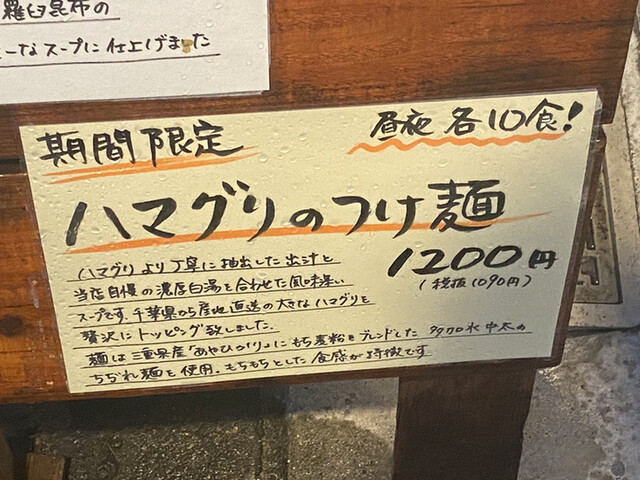 羅臼昆布の
ーなスープに仕上げました
期間限定
昼夜 各10食!
ハマグリのつけ麺
1200円
(税抜1090円)
ハマグリより丁寧に抽出した出汁と
当店自慢の濃厚白湯を合わせた風味深い
スープです。千葉県から産地直送の大きなハマグリを
贅沢にトッピング致しました。
麺は三重県産「あやひかり」にもち麦粉をブレンドした 多加水中太の
ちぢれ麺を使用。もちもちとした食感が特徴です